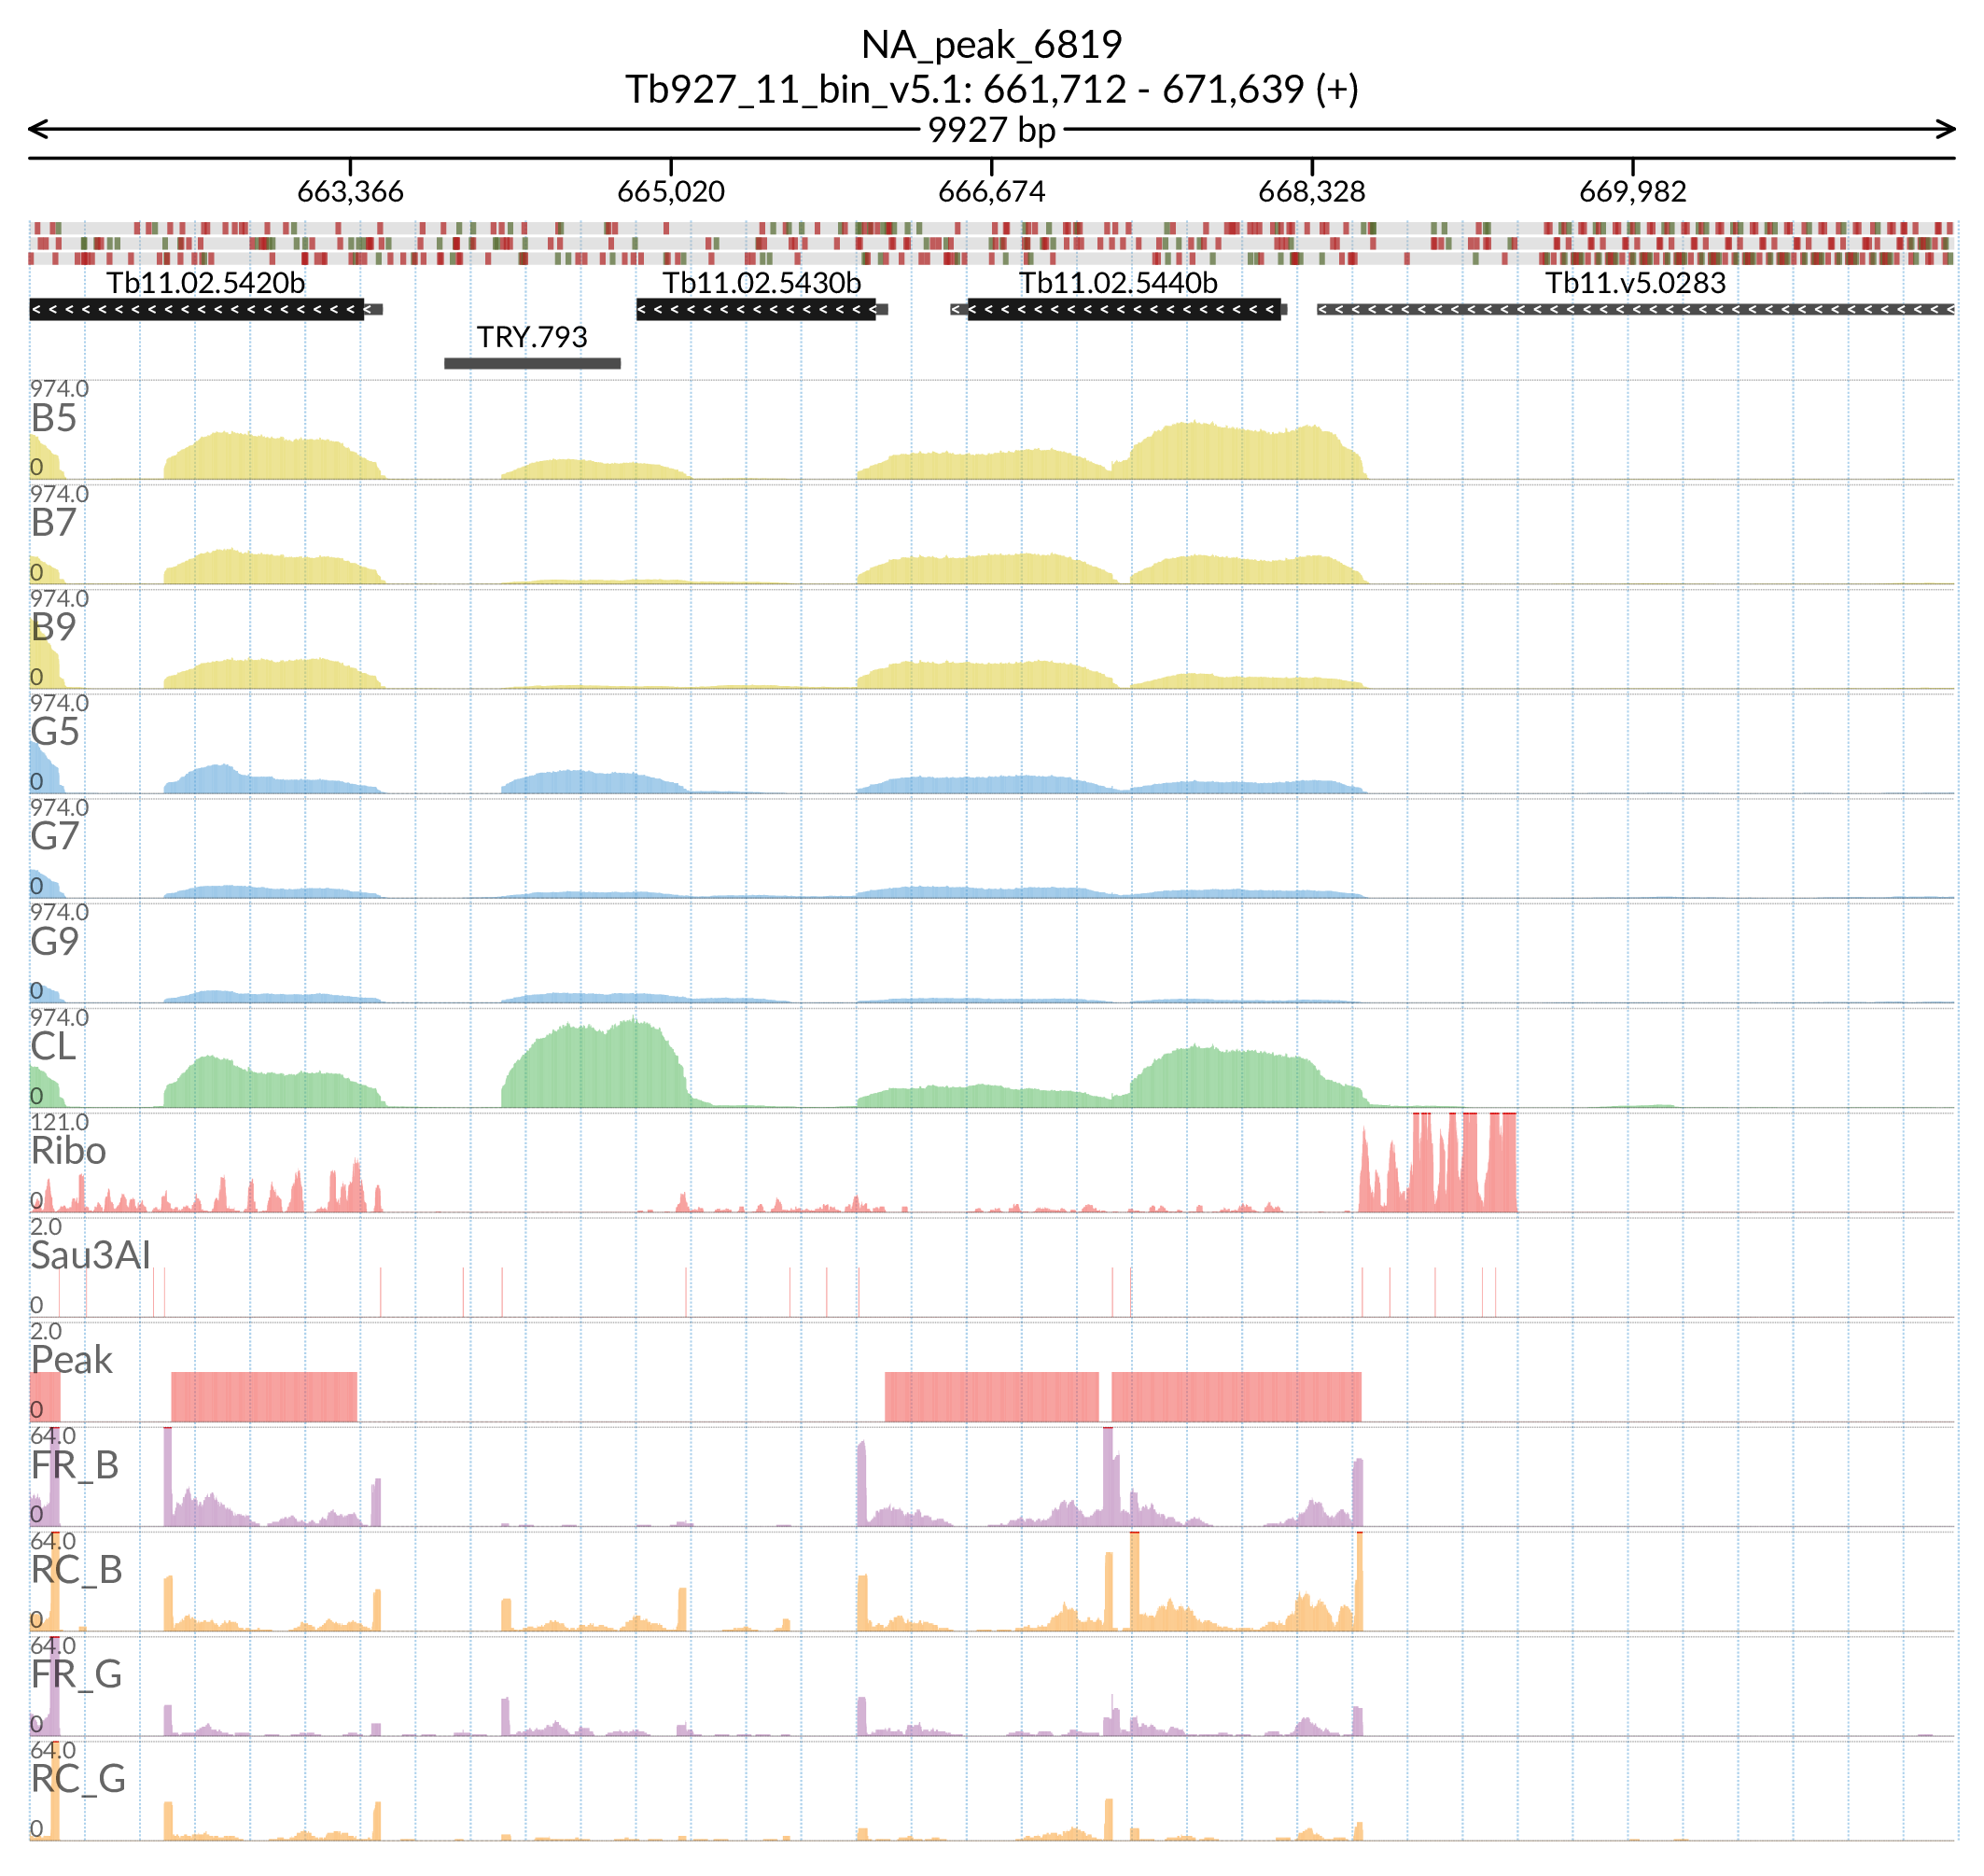 NA_peak_6819
Tb927_11_bin_v5.1: 661,712 - 671,639 (+)
9927 bp
663,366 665,020 666,674 668,328 669,982
Tb11.02.5420b Tb11.02.5430b Tb11.02.5440b Tb11.v5.0283
TRY.793
974.0
B5
0
974.0
B7
0
974.0
B9
0
974.0
G5
0
974.0
G7
0
974.0
G9
0
974.0
CL
0
121.0
Ribo
0
2.0
Sau3AI
0
2.0
Peak
0
64.0
FR_B
0
64.0
RC_B
0
64.0
FR_G
0
64.0
RC_G
0